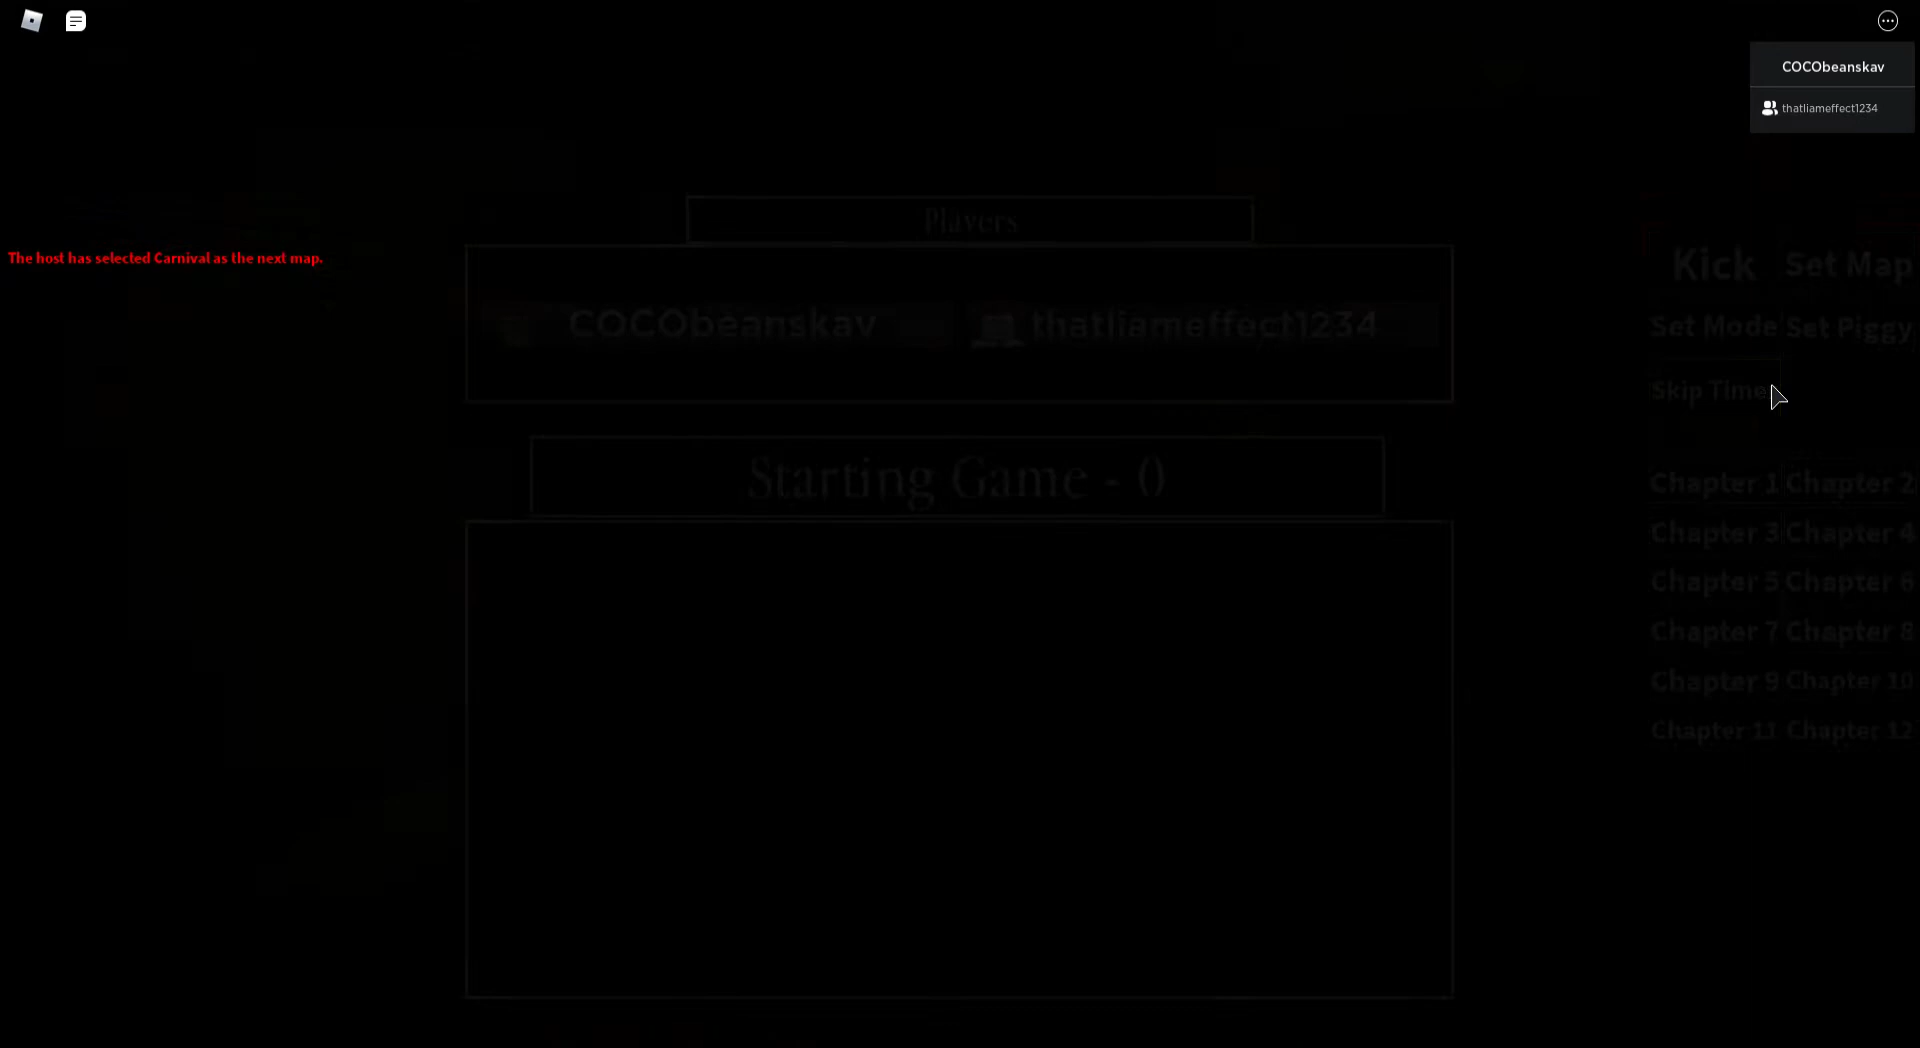 COCObeanskav
thatliameffect1234
Players
The host has selected Carnival as the next map.
Kick Set Map
COCObeanskav thatliameffect1234
Set Mode Set Piggy
Skip Time
Starting Game - 0
Chapter 1 Chapter 2
Chapter 3 Chapter 4
Chapter 5 Chapter 6
Chapter 7 Chapter 8
Chapter 9 Chapter 10
Chapter 11 Chapter 12